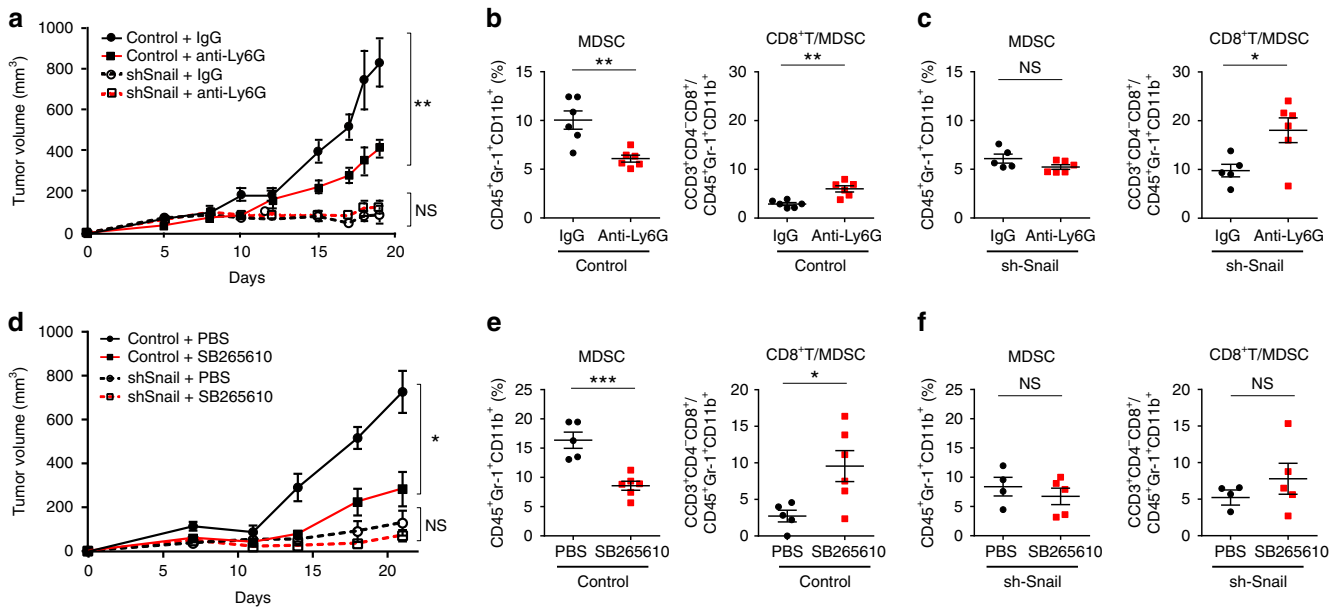 a
Tumor volume (mm³)
1000
800
600
400
200
0
Control + IgG
Control + anti-Ly6G
shSnail + IgG
shSnail + anti-Ly6G
**
NS
0 5 10 15 20
Days
b
MDSC
**
CD45⁺Gr-1⁺CD11b⁺ (%)
15
10
5
0
IgG Anti-Ly6G
Control
CD8⁺T/MDSC
**
CCD3⁺CD4⁻CD8⁺/
CD45⁺Gr-1⁺CD11b⁺
30
20
10
0
IgG Anti-Ly6G
Control
c
MDSC
NS
CD45⁺Gr-1⁺CD11b⁺ (%)
15
10
5
0
IgG Anti-Ly6G
sh-Snail
CD8⁺T/MDSC
*
CCD3⁺CD4⁻CD8⁺/
CD45⁺Gr-1⁺CD11b⁺
30
20
10
0
IgG Anti-Ly6G
sh-Snail
d
Tumor volume (mm³)
1000
800
600
400
200
0
Control + PBS
Control + SB265610
shSnail + PBS
shSnail + SB265610
*
NS
0 5 10 15 20
Days
e
MDSC
***
CD45⁺Gr-1⁺CD11b⁺ (%)
25
20
15
10
5
0
PBS SB265610
Control
CD8⁺T/MDSC
*
CCD3⁺CD4⁻CD8⁺/
CD45⁺Gr-1⁺CD11b⁺
20
15
10
5
0
PBS SB265610
Control
f
MDSC
NS
CD45⁺Gr-1⁺CD11b⁺ (%)
25
20
15
10
5
0
PBS SB265610
sh-Snail
CD8⁺T/MDSC
NS
CCD3⁺CD4⁻CD8⁺/
CD45⁺Gr-1⁺CD11b⁺
20
15
10
5
0
PBS SB265610
sh-Snail